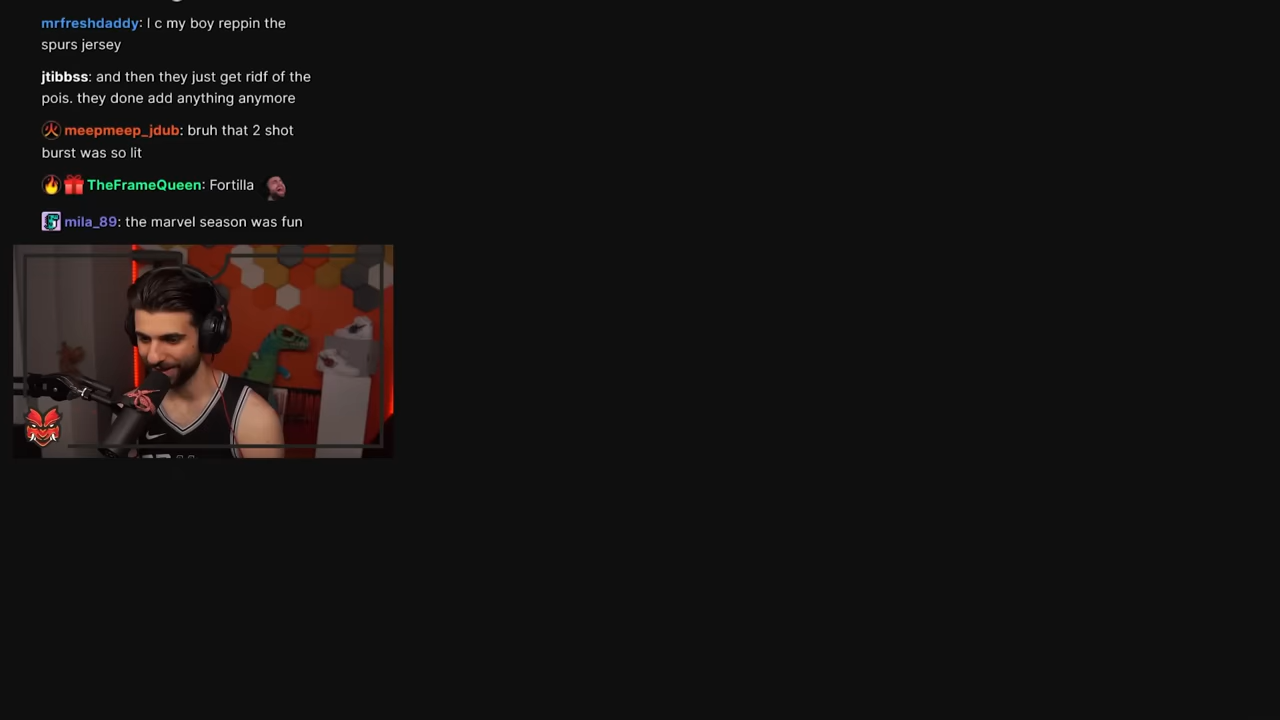 mrfreshdaddy: I c my boy reppin the
spurs jersey
jtibbss: and then they just get ridf of the
pois. they done add anything anymore
火 meepmeep_jdub: bruh that 2 shot
burst was so lit
TheFrameQueen: Fortilla
mila_89: the marvel season was fun